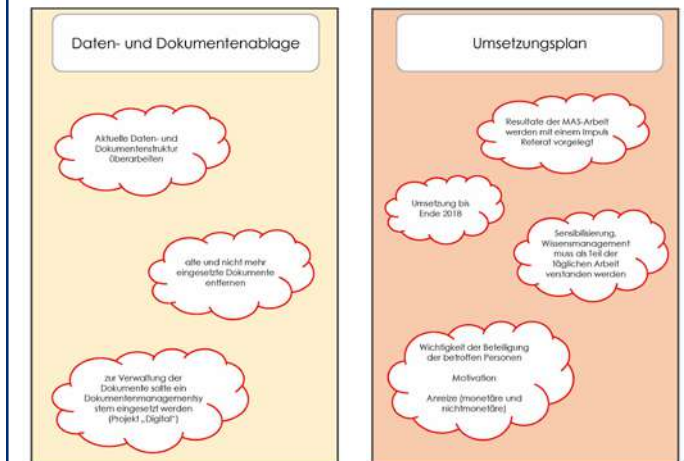 Daten- und Dokumentenablage
Aktuelle Daten- und
Dokumentenstruktur
überarbeiten
alte und nicht mehr
eingesetzte Dokumente
entfernen
zur Verwaltung der
Dokumente sollte ein
Dokumentenmanagementsy
stem eingesetzt werden
(Projekt „Digital“)
Umsetzungsplan
Resultate der MAS-Arbeit
werden mit einem Impuls
Referat vorgelegt
Umsetzung bis
Ende 2018
Sensibilisierung,
Wissensmanagement
muss als Teil der
täglichen Arbeit
verstanden werden
Wichtigkeit der Beteiligung
der betroffen Personen
Motivation
Anreize (monetäre und
nichtmonetäre)